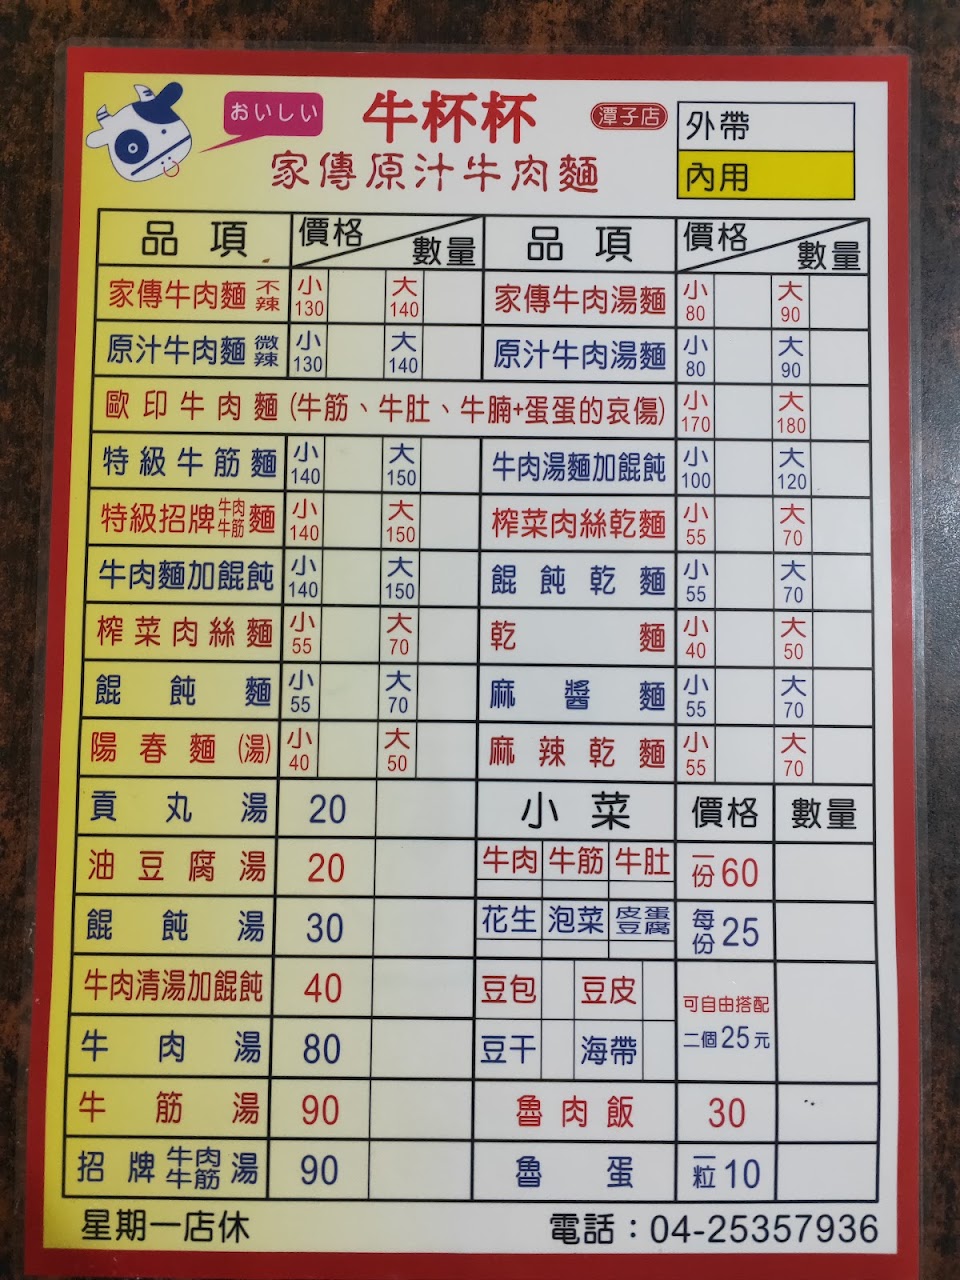 おいしい
牛杯杯
潭子店
家傳原汁牛肉麵
外帶
內用
品項 價格 數量 品項 價格 數量
家傳牛肉麵 不辣 小130 大140 家傳牛肉湯麵 小80 大90
原汁牛肉麵 微辣 小130 大140 原汁牛肉湯麵 小80 大90
歐印牛肉麵(牛筋、牛肚、牛腩+蛋蛋的哀傷) 小170 大180
特級牛筋麵 小140 大150 牛肉湯麵加餛飩 小100 大120
特級招牌牛肉牛筋麵 小140 大150 榨菜肉絲乾麵 小55 大70
牛肉麵加餛飩 小140 大150 餛飩乾麵 小55 大70
榨菜肉絲麵 小55 大70 乾麵 小40 大50
餛飩麵 小55 大70 麻醬麵 小55 大70
陽春麵(湯) 小40 大50 麻辣乾麵 小55 大70
貢丸湯 20 小菜 價格 數量
油豆腐湯 20 牛肉 牛筋 牛肚 一份60
餛飩湯 30 花生 泡菜 皮蛋豆腐 每份25
牛肉清湯加餛飩 40 豆包 豆皮 可自由搭配
牛肉湯 80 豆干 海帶 二個25元
牛筋湯 90 魯肉飯 30
招牌牛肉牛筋湯 90 魯蛋 一粒10
星期一店休 電話：04-25357936